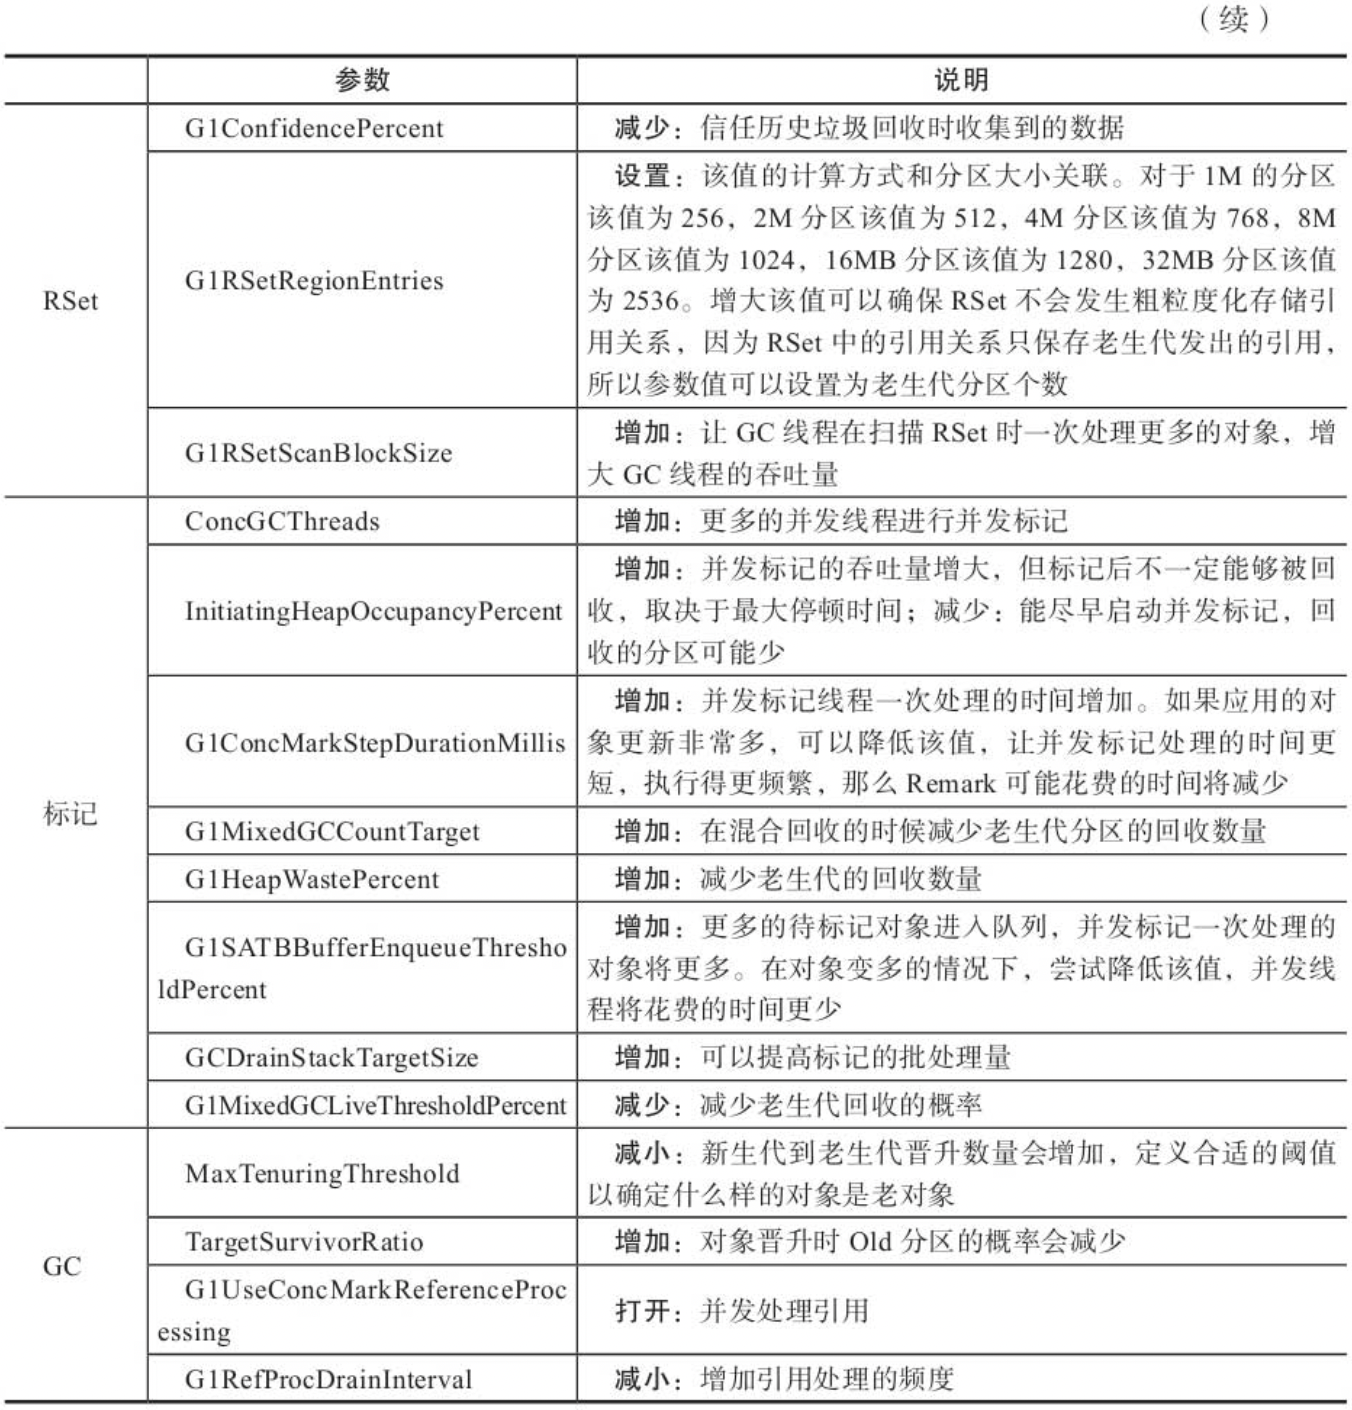 （续）
参数 说明
RSet
G1ConfidencePercent
减少：信任历史垃圾回收时收集到的数据
G1RSetRegionEntries
设置：该值的计算方式和分区大小关联。对于 1M 的分区
该值为 256，2M 分区该值为 512，4M 分区该值为 768，8M
分区该值为 1024，16MB 分区该值为 1280，32MB 分区该值
为 2536。增大该值可以确保 RSet 不会发生粗粒度化存储引
用关系，因为 RSet 中的引用关系只保存老生代发出的引用，
所以参数值可以设置为老生代分区个数
G1RSetScanBlockSize
增加：让 GC 线程在扫描 RSet 时一次处理更多的对象，增
大 GC 线程的吞吐量
标记
ConcGCThreads
增加：更多的并发线程进行并发标记
InitiatingHeapOccupancyPercent
增加：并发标记的吞吐量增大，但标记后不一定能够被回
收，取决于最大停顿时间；减少：能尽早启动并发标记，回
收的分区可能少
G1ConcMarkStepDurationMillis
增加：并发标记线程一次处理的时间增加。如果应用的对
象更新非常多，可以降低该值，让并发标记处理的时间更
短，执行得更频繁，那么 Remark 可能花费的时间将减少
G1MixedGCCountTarget
增加：在混合回收的时候减少老生代分区的回收数量
G1HeapWastePercent
增加：减少老生代的回收数量
G1SATBBufferEnqueueThresho
ldPercent
增加：更多的待标记对象进入队列，并发标记一次处理的
对象将更多。在对象变多的情况下，尝试降低该值，并发线
程将花费的时间更少
GCDrainStackTargetSize
增加：可以提高标记的批处理量
G1MixedGCLiveThresholdPercent
减少：减少老生代回收的概率
GC
MaxTenuringThreshold
减小：新生代到老生代晋升数量会增加，定义合适的阈值
以确定什么样的对象是老对象
TargetSurvivorRatio
增加：对象晋升时 Old 分区的概率会减少
G1UseConcMarkReferenceProc
essing
打开：并发处理引用
G1RefProcDrainInterval
减小：增加引用处理的频度